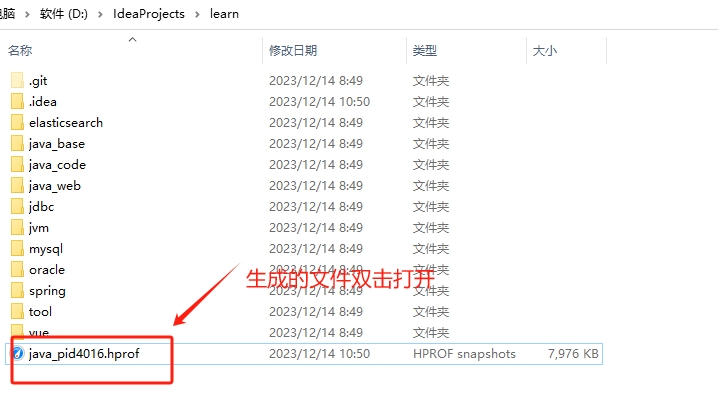 电脑 › 软件 (D:) › IdeaProjects › learn
名称 修改日期 类型 大小
.git 2023/12/14 8:49 文件夹
.idea 2023/12/14 10:50 文件夹
elasticsearch 2023/12/14 8:49 文件夹
java_base 2023/12/14 8:49 文件夹
java_code 2023/12/14 8:49 文件夹
java_web 2023/12/14 8:49 文件夹
jdbc 2023/12/14 8:49 文件夹
jvm 2023/12/14 8:49 文件夹
mysql 2023/12/14 8:49 文件夹
oracle 2023/12/14 8:49 文件夹
生成的文件双击打开
spring 2023/12/14 8:49 文件夹
tool 2023/12/14 8:49 文件夹
vue 2023/12/14 8:49 文件夹
java_pid4016.hprof 2023/12/14 10:50 HPROF snapshots 7,976 KB